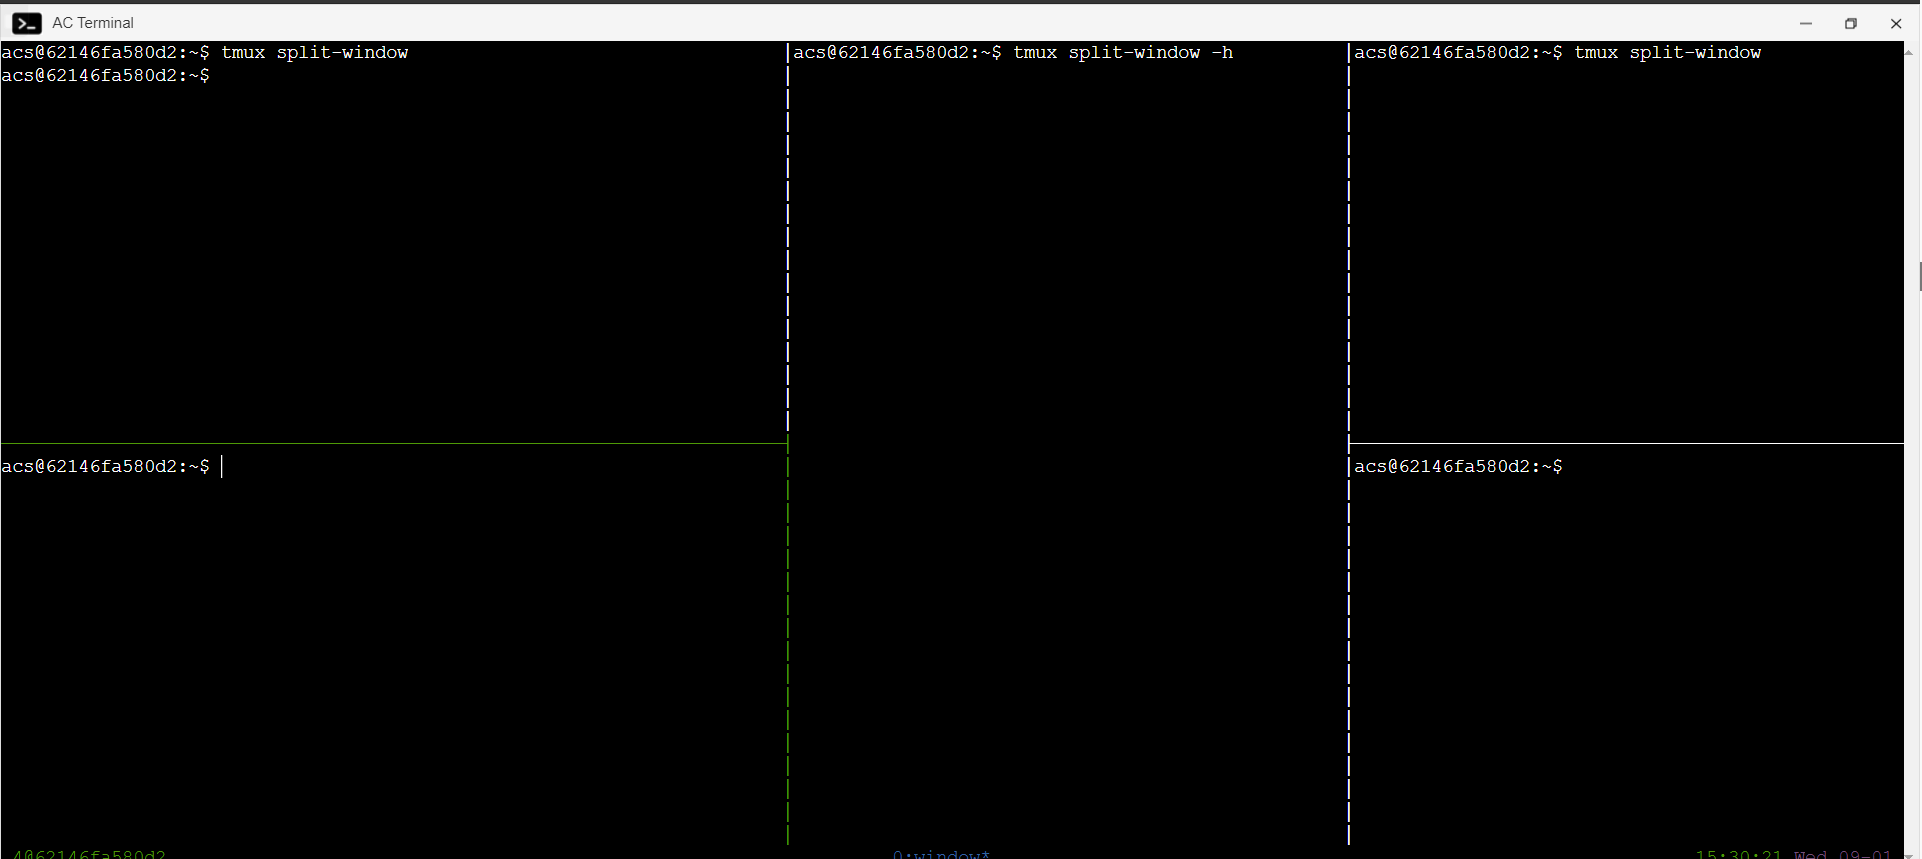 AC Terminal
acs@62146fa580d2:~$ tmux split-window
acs@62146fa580d2:~$
acs@62146fa580d2:~$
acs@62146fa580d2:~$ tmux split-window -h
acs@62146fa580d2:~$ tmux split-window
acs@62146fa580d2:~$
4@62146fa580d2
0:window*
15:30:21 Wed 09-01